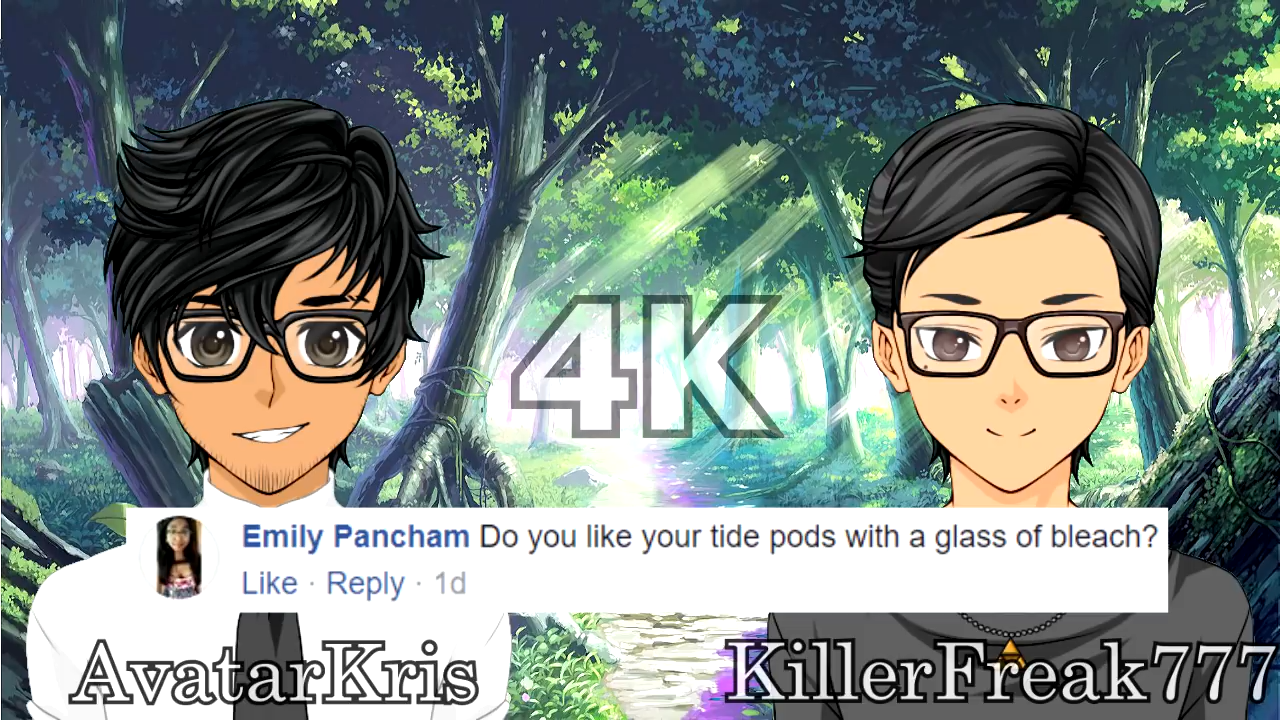 4K
Emily Pancham Do you like your tide pods with a glass of bleach?
Like · Reply · 1d
AvatarKris
KillerFreak777